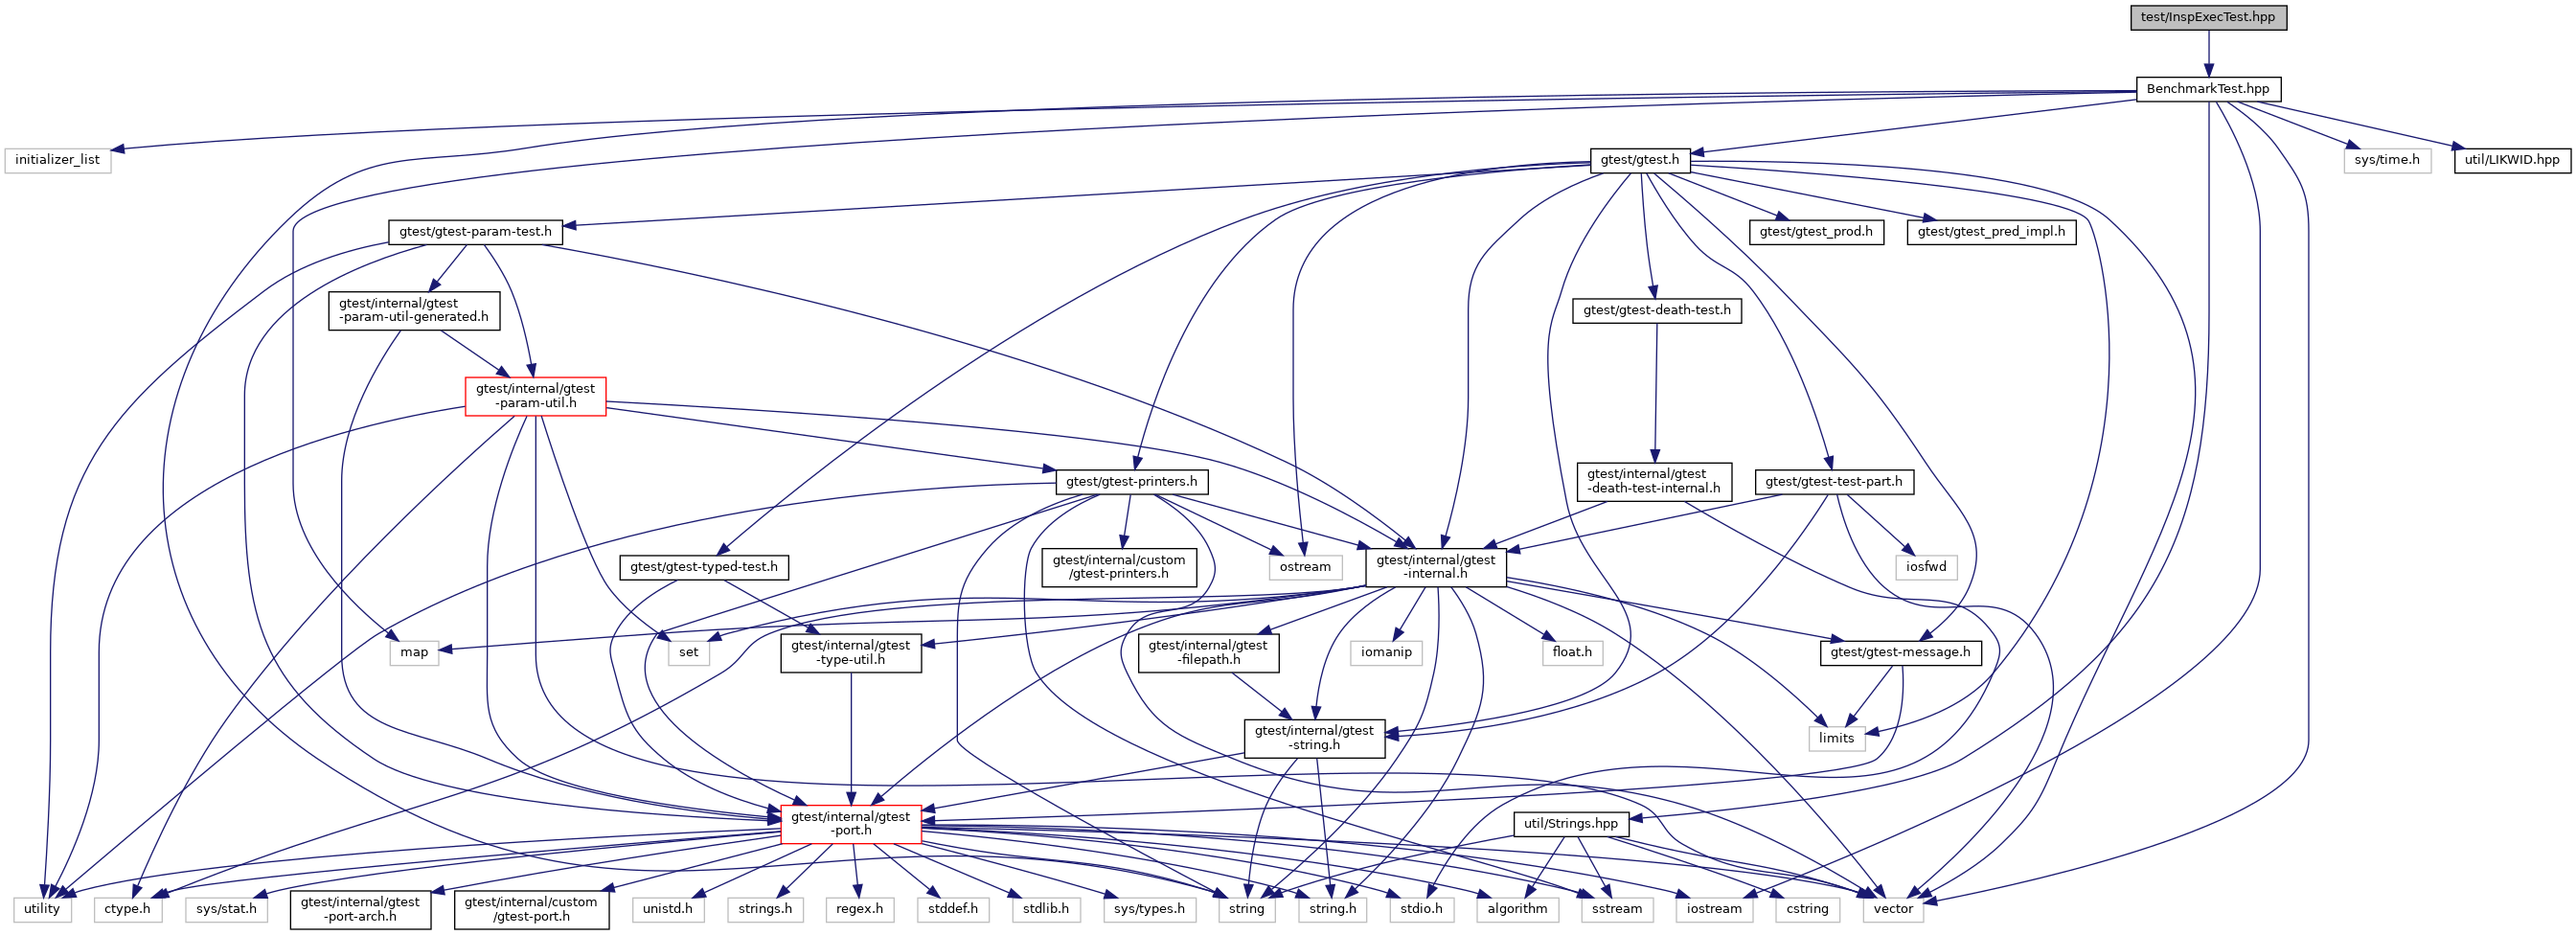 test/InspExecTest.hpp
BenchmarkTest.hpp
initializer_list
gtest/gtest.h
sys/time.h
util/LIKWID.hpp
gtest/gtest-param-test.h
gtest/gtest_prod.h
gtest/gtest_pred_impl.h
gtest/internal/gtest
-param-util-generated.h
gtest/gtest-death-test.h
gtest/internal/gtest
-param-util.h
gtest/gtest-printers.h
gtest/internal/gtest
-death-test-internal.h
gtest/gtest-test-part.h
gtest/gtest-typed-test.h
gtest/internal/custom
/gtest-printers.h
ostream
gtest/internal/gtest
-internal.h
iosfwd
map
set
gtest/internal/gtest
-type-util.h
gtest/internal/gtest
-filepath.h
iomanip
float.h
gtest/gtest-message.h
gtest/internal/gtest
-string.h
limits
gtest/internal/gtest
-port.h
util/Strings.hpp
utility
ctype.h
sys/stat.h
gtest/internal/gtest
-port-arch.h
gtest/internal/custom
/gtest-port.h
unistd.h
strings.h
regex.h
stddef.h
stdlib.h
sys/types.h
string
string.h
stdio.h
algorithm
sstream
iostream
cstring
vector